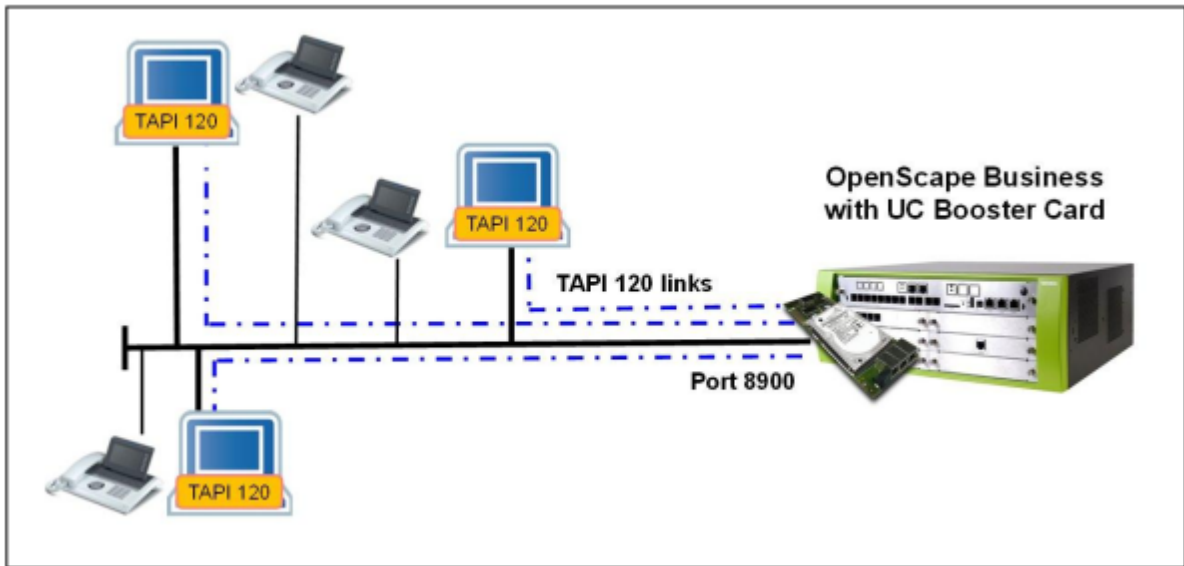 TAPI 120
TAPI 120
OpenScape Business
with UC Booster Card
TAPI 120 links
Port 8900
TAPI 120